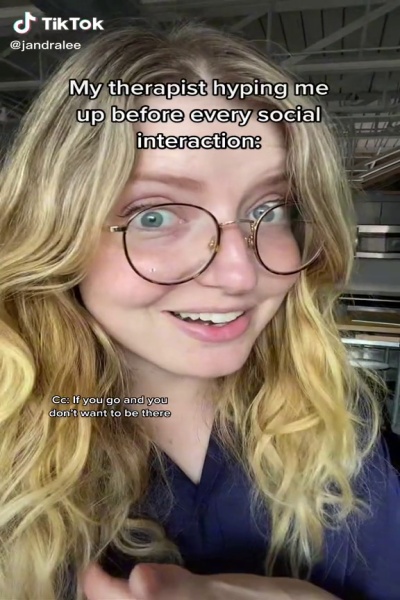 TikTok
@jandralee
My therapist hyping me
up before every social
interaction:
Cc: If you go and you
don't want to be there